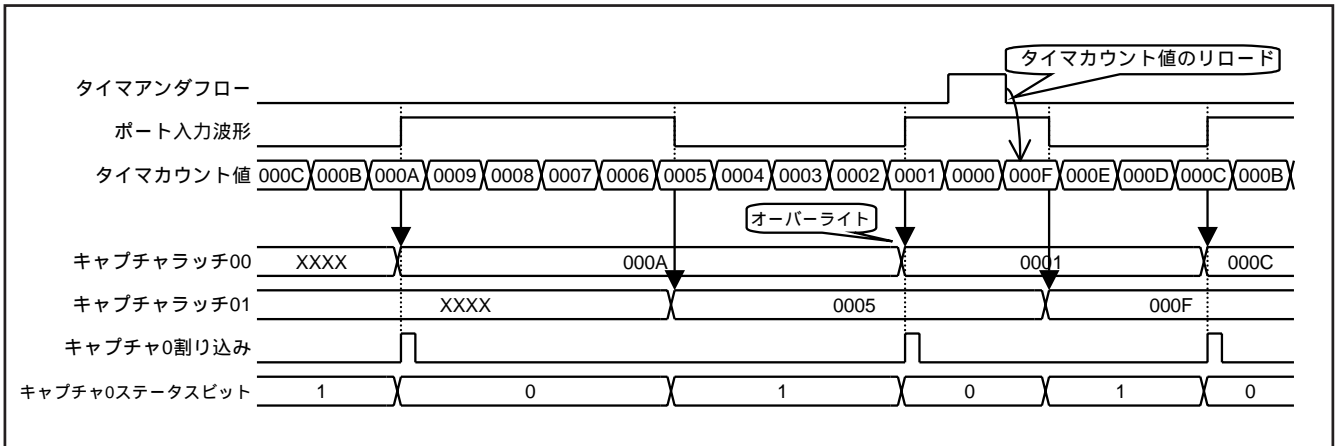 タイマカウント値のリロード
タイマアンダフロー
ポート入力波形
タイマカウント値 000C 000B 000A 0009 0008 0007 0006 0005 0004 0003 0002 0001 0000 000F 000E 000D 000C 000B
オーバーライト
キャプチャラッチ00 XXXX 000A 0001 000C
キャプチャラッチ01 XXXX 0005 000F
キャプチャ0割り込み
キャプチャ0ステータスビット 1 0 1 0 1 0